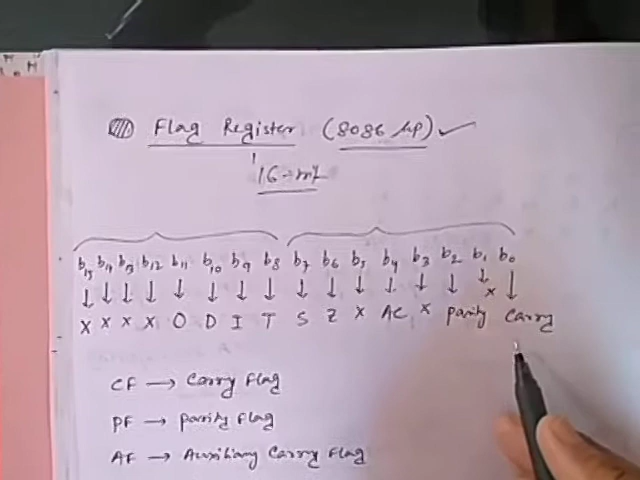 Flag Register (8086 μP)
16-बिट
b15 b14 b13 b12 b11 b10 b9 b8 b7 b6 b5 b4 b3 b2 b1 b0
x
x x x x O D I T S Z x AC x parity Carry
CF → Carry Flag
PF → parity Flag
AF → Auxiliary Carry Flag